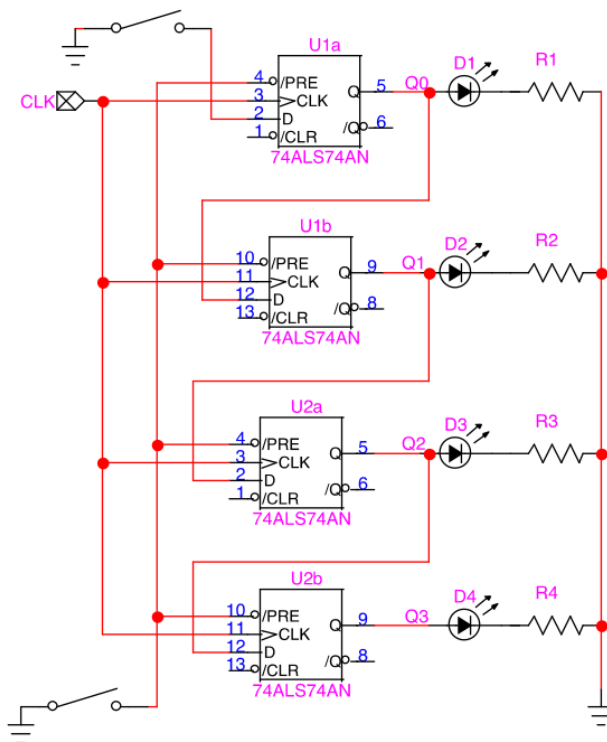 U1a
D1
R1
4
/PRE
5
Q
Q0
CLK
3
CLK
2
D
6
/Q
1
/CLR
74ALS74AN
U1b
D2
R2
10
/PRE
9
Q
Q1
11
CLK
12
D
8
/Q
13
/CLR
74ALS74AN
U2a
D3
R3
4
/PRE
5
Q
Q2
3
CLK
2
D
6
/Q
1
/CLR
74ALS74AN
U2b
D4
R4
10
/PRE
9
Q
Q3
11
CLK
12
D
8
/Q
13
/CLR
74ALS74AN